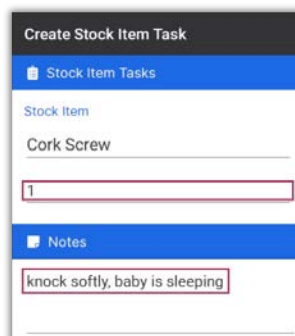 Create Stock Item Task
Stock Item Tasks
Stock Item
Cork Screw
1
Notes
knock softly, baby is sleeping